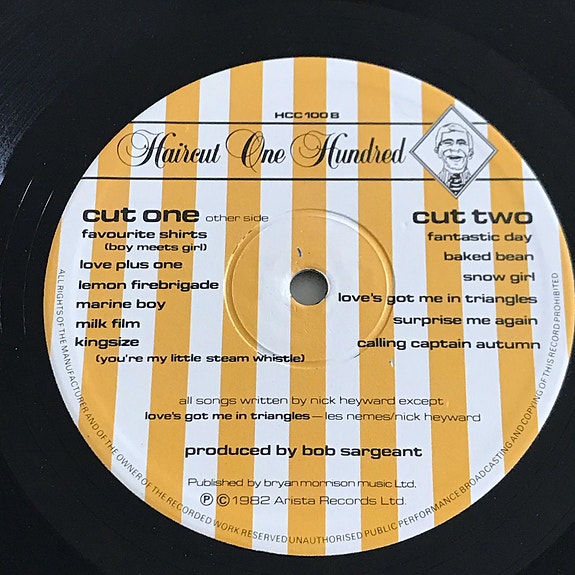 HCC 100 B
Haircut One Hundred
cut one other side
favourite shirts
(boy meets girl)
love plus one
lemon firebrigade
marine boy
milk film
kingsize
(you're my little steam whistle)
cut two
fantastic day
baked bean
snow girl
love's got me in triangles
surprise me again
calling captain autumn
all songs written by nick heyward except
love's got me in triangles — les nemes/nick heyward
produced by bob sargeant
Published by bryan morrison music Ltd.
Ⓟ © 1982 Arista Records Ltd.
ALL RIGHTS OF THE MANUFACTURER AND OF THE OWNER OF THE RECORDED WORK RESERVED UNAUTHORISED PUBLIC PERFORMANCE BROADCASTING AND COPYING OF THIS RECORD PROHIBITED